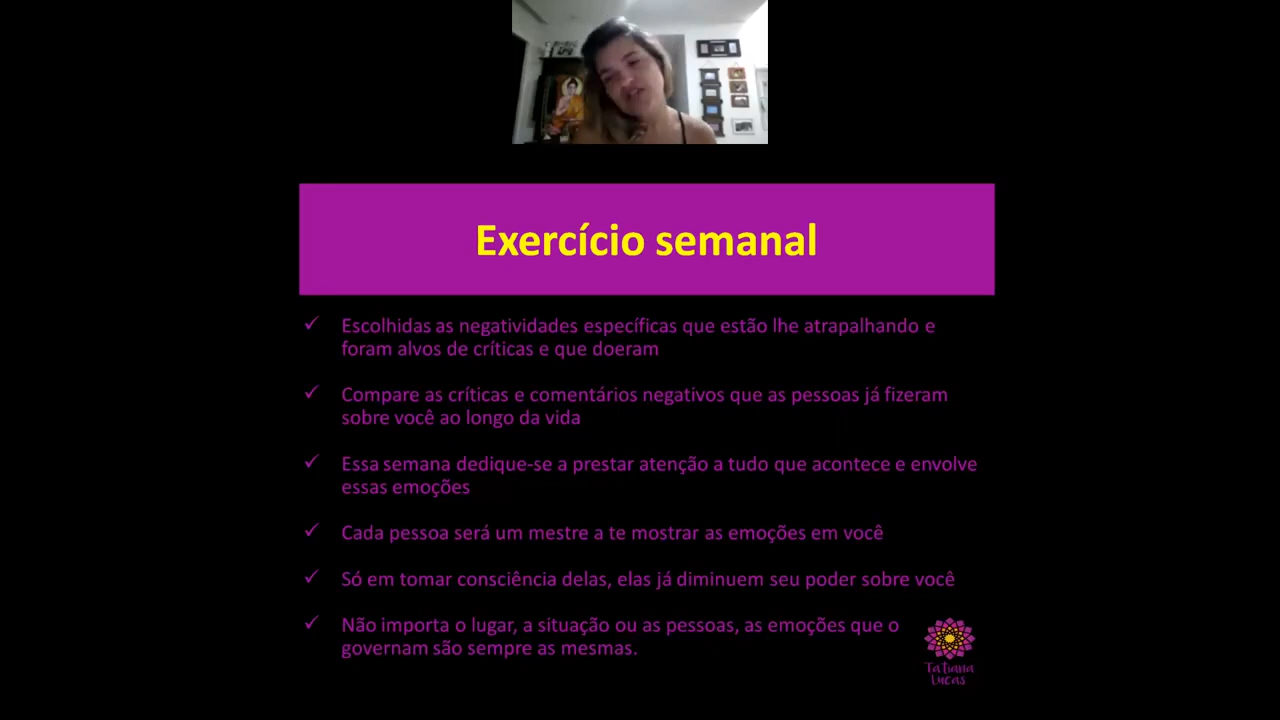 Exercício semanal
Escolhidas as negatividades específicas que estão lhe atrapalhando e
foram alvos de críticas e que doeram
Compare as críticas e comentários negativos que as pessoas já fizeram
sobre você ao longo da vida
Essa semana dedique-se a prestar atenção a tudo que acontece e envolve
essas emoções
Cada pessoa será um mestre a te mostrar as emoções em você
Só em tomar consciência delas, elas já diminuem seu poder sobre você
Não importa o lugar, a situação ou as pessoas, as emoções que o
governam são sempre as mesmas.
Tatiana
Lucas